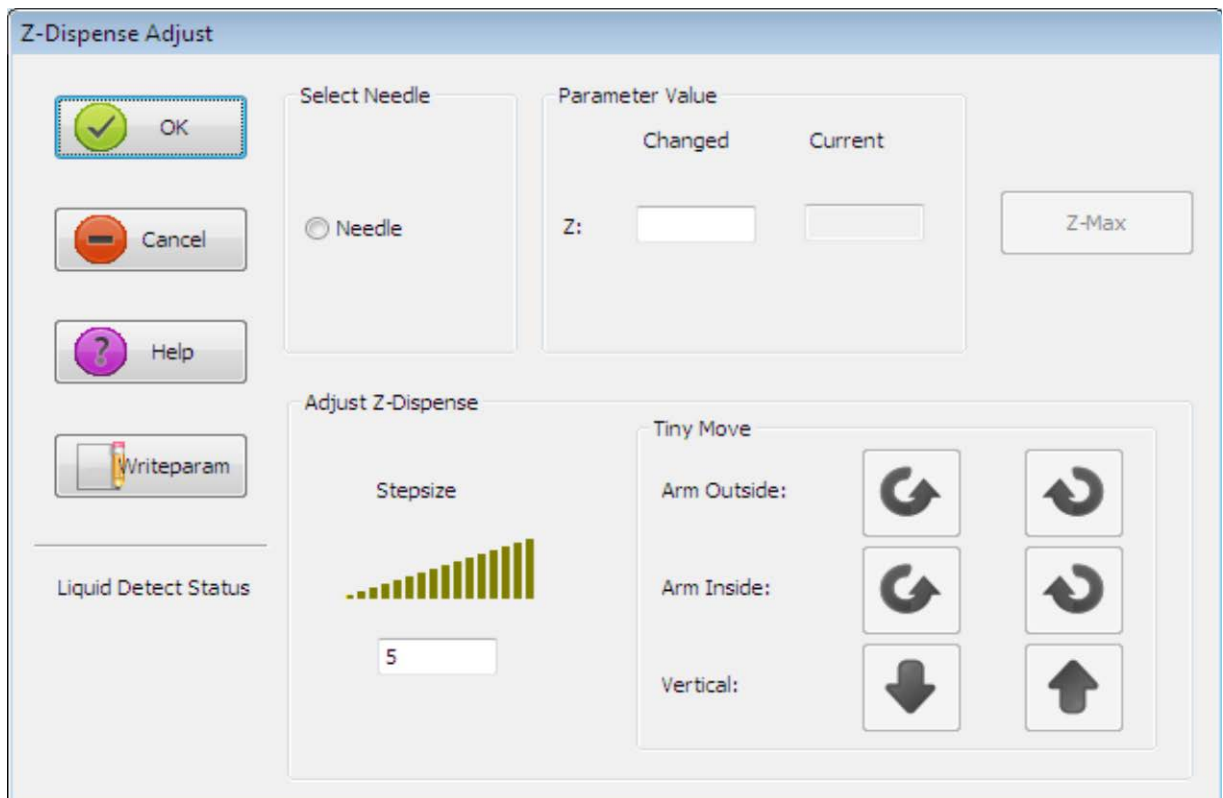 Z-Dispense Adjust
OK
Cancel
Help
Writeparam
Liquid Detect Status
Select Needle
Needle
Parameter Value
Changed Current
Z:
Z-Max
Adjust Z-Dispense
Stepsize
5
Tiny Move
Arm Outside:
Arm Inside:
Vertical: